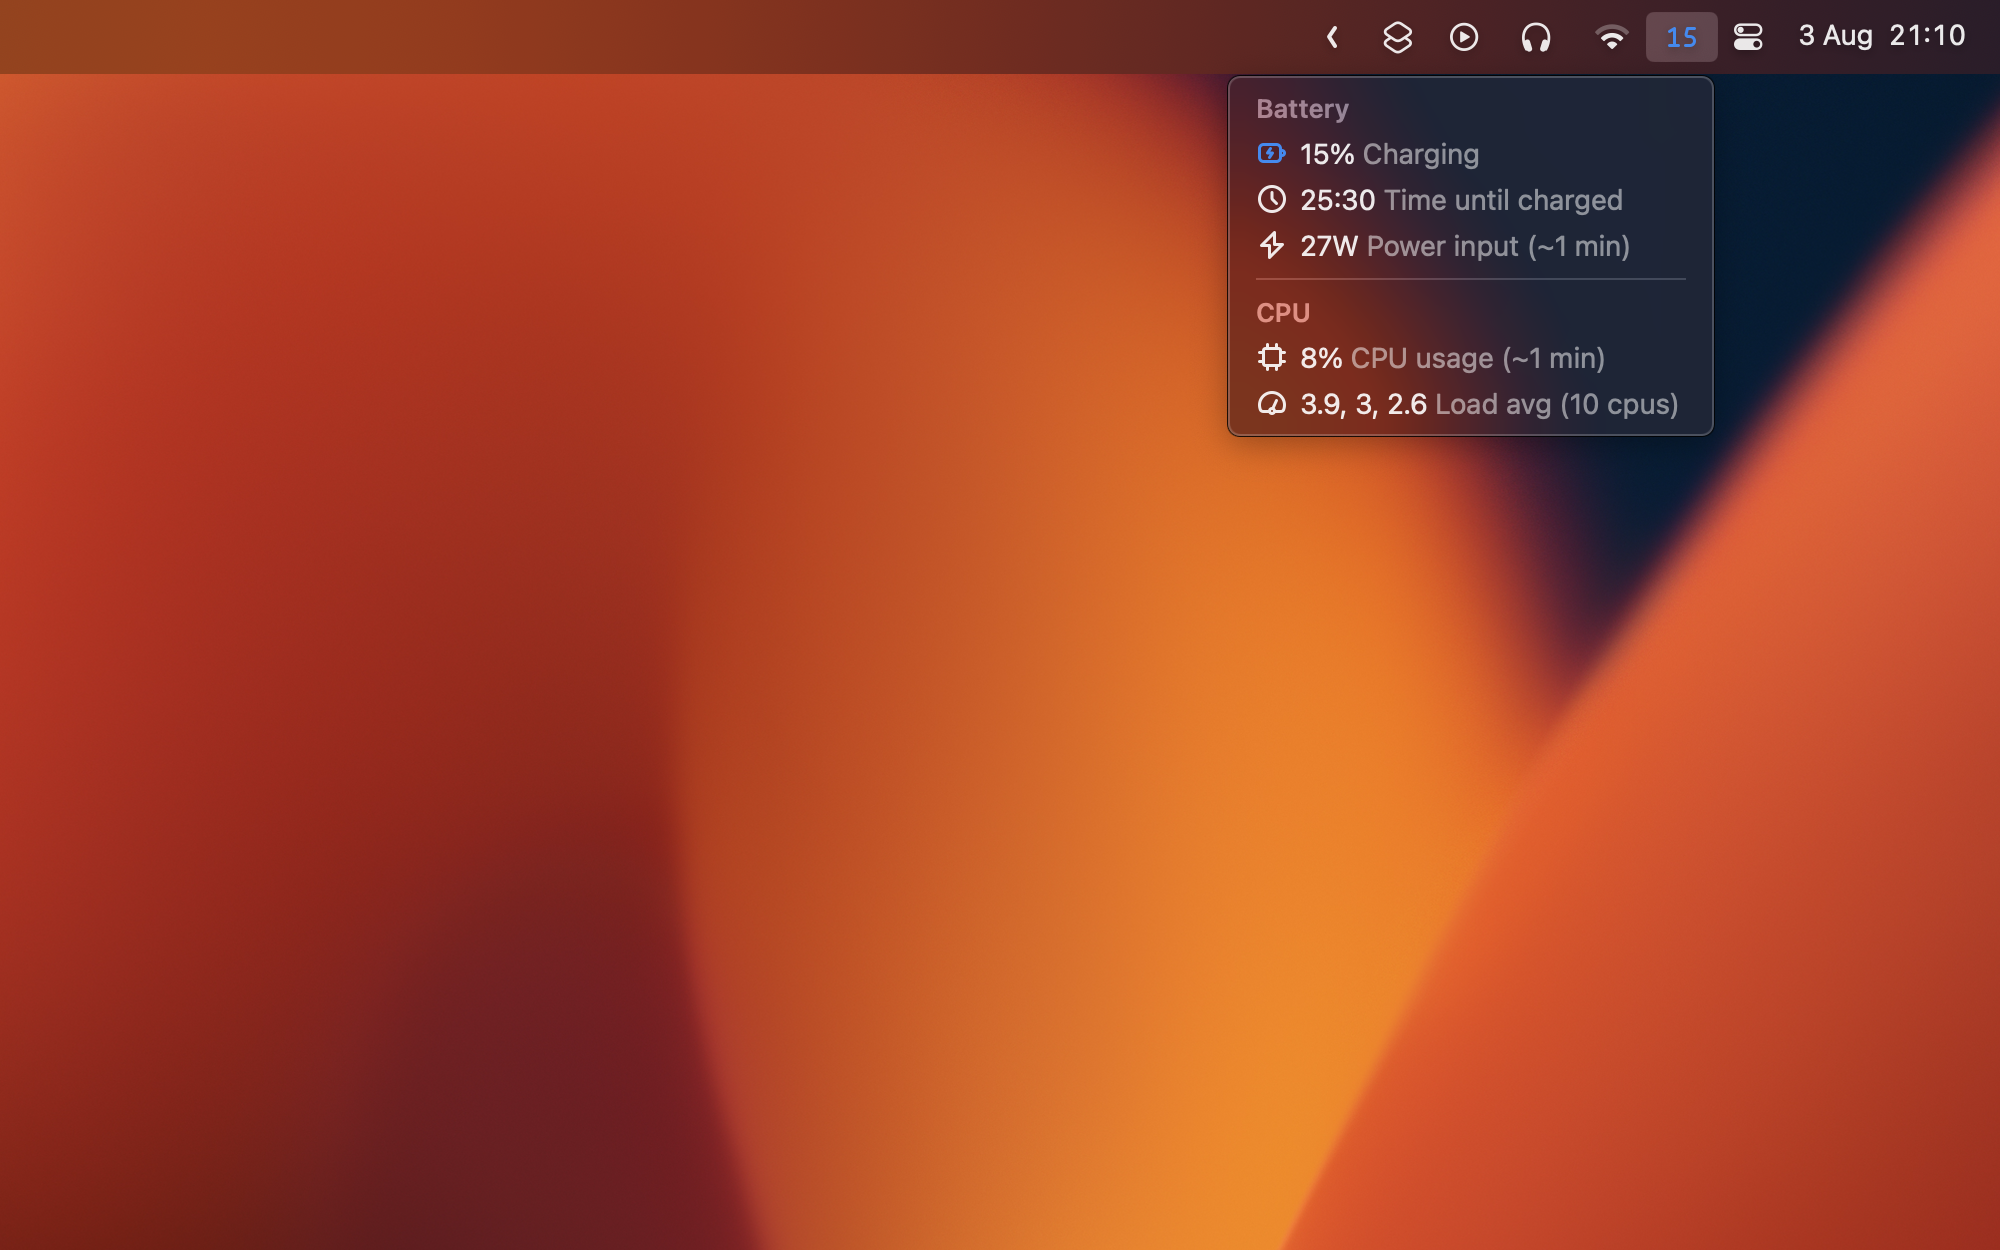 15 3 Aug 21:10
Battery
15% Charging
25:30 Time until charged
27W Power input (~1 min)
CPU
8% CPU usage (~1 min)
3.9, 3, 2.6 Load avg (10 cpus)